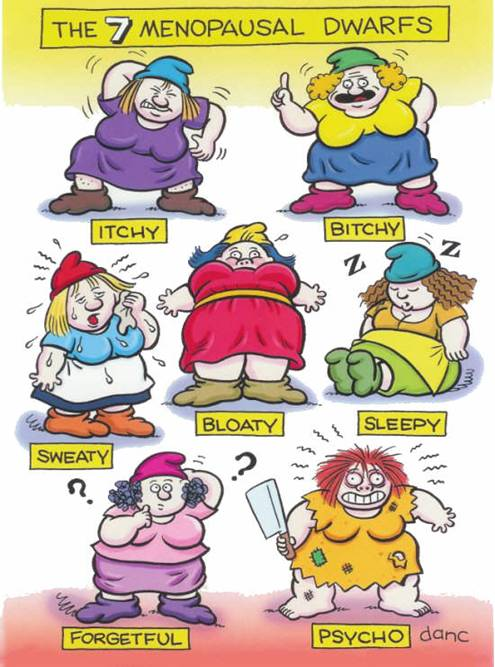 THE 7 MENOPAUSAL DWARFS
ITCHY
BITCHY
Z Z
SWEATY
BLOATY
SLEEPY
? ?
FORGETFUL
PSYCHO danc